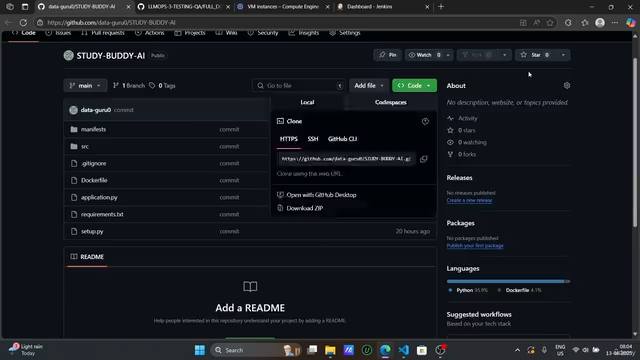 data-guru0/STUDY-BUDDY-AI
LLMOPS-3-TESTING-QA/FULL_D
VM instances – Compute Engine
Dashboard - Jenkins
https://github.com/data-guru0/STUDY-BUDDY-AI
Code
Issues
Pull requests
Actions
Projects
Wiki
Security
Insights
Settings
STUDY-BUDDY-AI
Public
Pin
Watch 0
Fork 0
Star 0
main
1 Branch
0 Tags
Go to file
t
Add file
Code
About
data-guru0 commit
Local
Codespaces
No description, website, or topics provided.
manifests
commit
Clone
Activity
src
commit
HTTPS
SSH
GitHub CLI
0 stars
0 watching
.gitignore
commit
https://github.com/data-guru0/STUDY-BUDDY-AI.g
0 forks
Dockerfile
commit
Clone using the web URL.
Releases
application.py
commit
Open with GitHub Desktop
No releases published
Create a new release
requirements.txt
commit
Download ZIP
setup.py
commit
20 hours ago
Packages
No packages published
Publish your first package
README
Languages
Python 95.9%
Dockerfile 4.1%
Add a README
Help people interested in this repository understand your project by adding a README.
Suggested workflows
Based on your tech stack
Light rain
Today
Search
ENG
US
08:04
13-08-2025